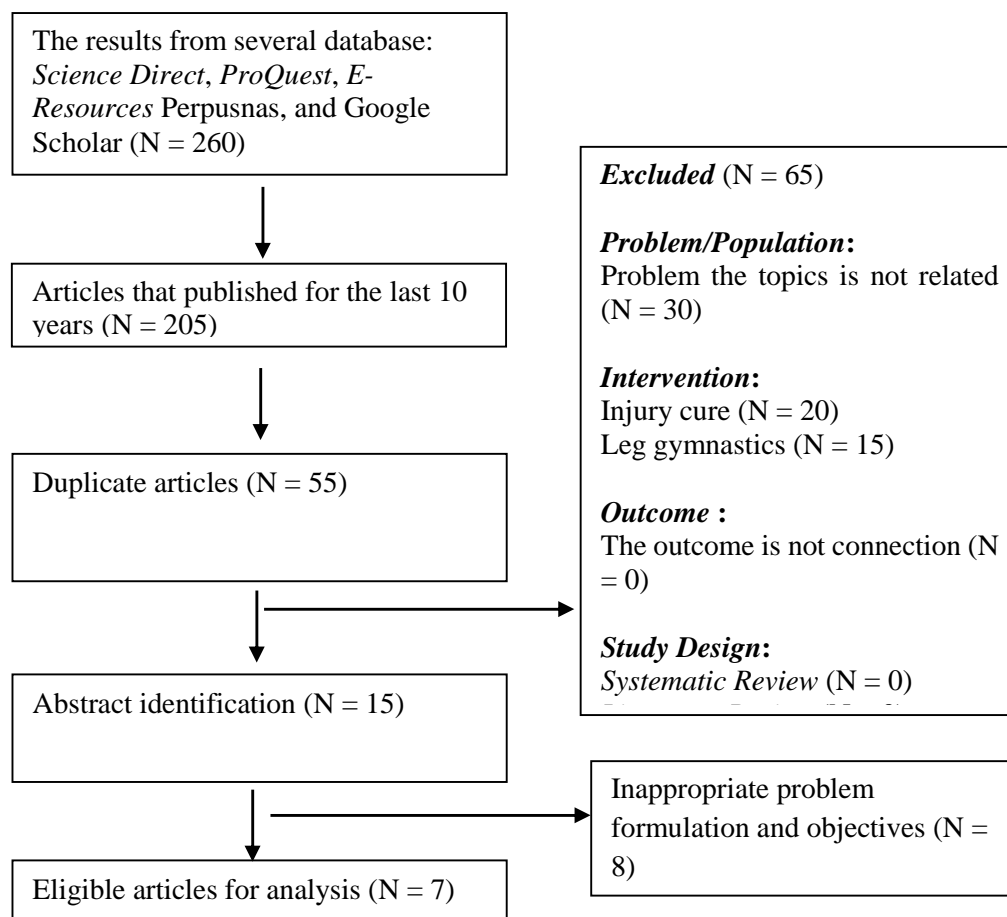 The results from several database:
Science Direct, ProQuest, E-
Resources Perpusnas, and Google
Scholar (N = 260)
Articles that published for the last 10
years (N = 205)
Duplicate articles (N = 55)
Abstract identification (N = 15)
Eligible articles for analysis (N = 7)
Excluded (N = 65)
Problem/Population:
Problem the topics is not related
(N = 30)
Intervention:
Injury cure (N = 20)
Leg gymnastics (N = 15)
Outcome :
The outcome is not connection (N
= 0)
Study Design:
Systematic Review (N = 0)
Inappropriate problem
formulation and objectives (N =
8)